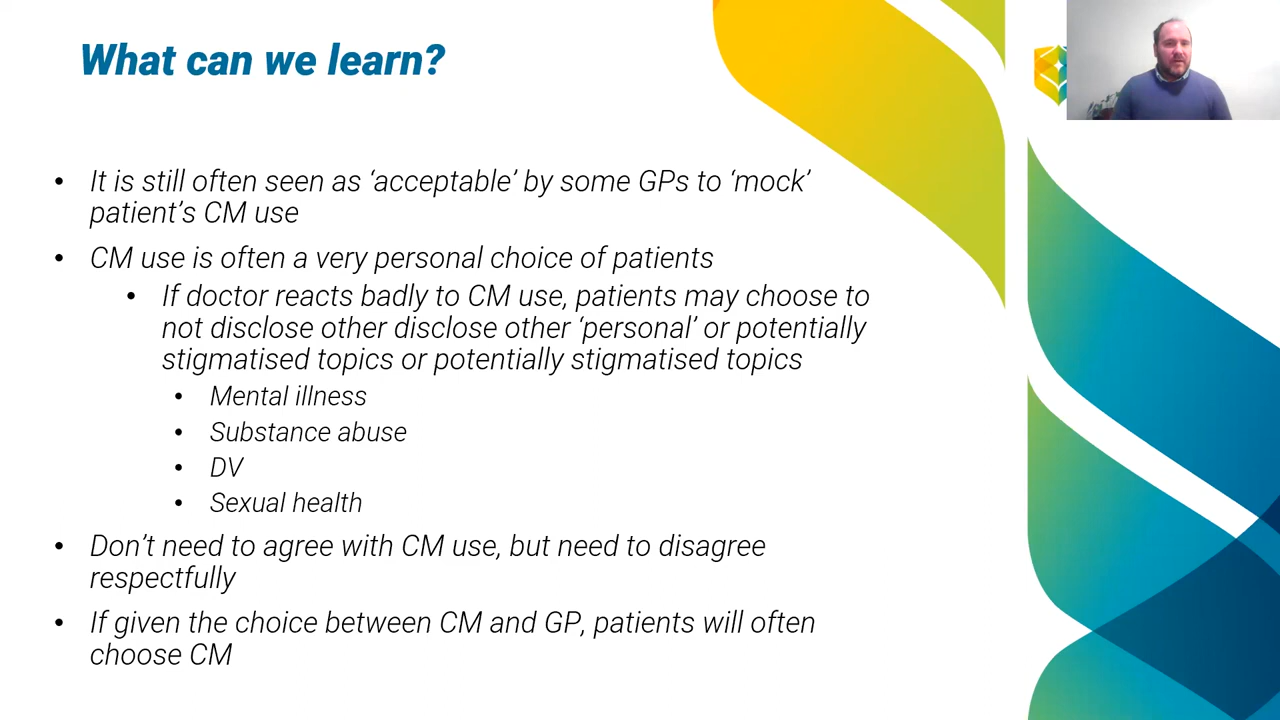 What can we learn?
• It is still often seen as ‘acceptable’ by some GPs to ‘mock’
patient’s CM use
• CM use is often a very personal choice of patients
• If doctor reacts badly to CM use, patients may choose to
not disclose other disclose other ‘personal’ or potentially
stigmatised topics or potentially stigmatised topics
• Mental illness
• Substance abuse
• DV
• Sexual health
• Don’t need to agree with CM use, but need to disagree
respectfully
• If given the choice between CM and GP, patients will often
choose CM